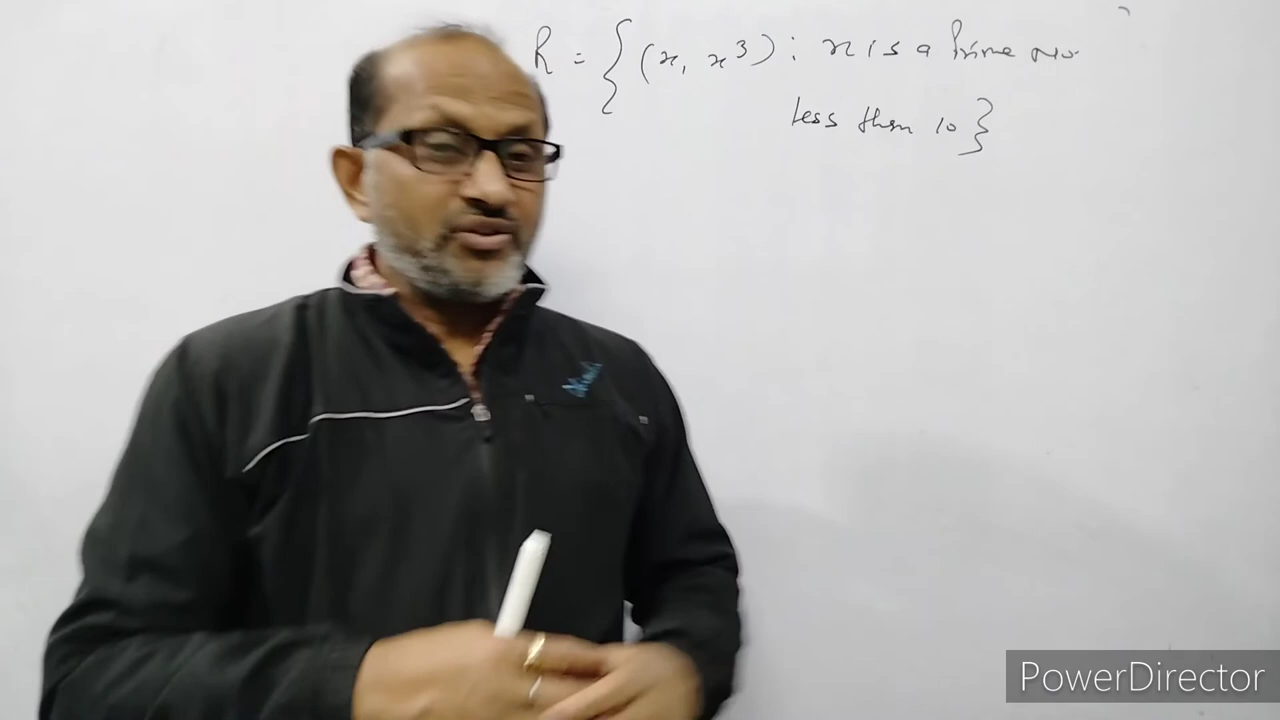 R = { (x, x³) : x is a Prime no
less than 10 }
PowerDirector